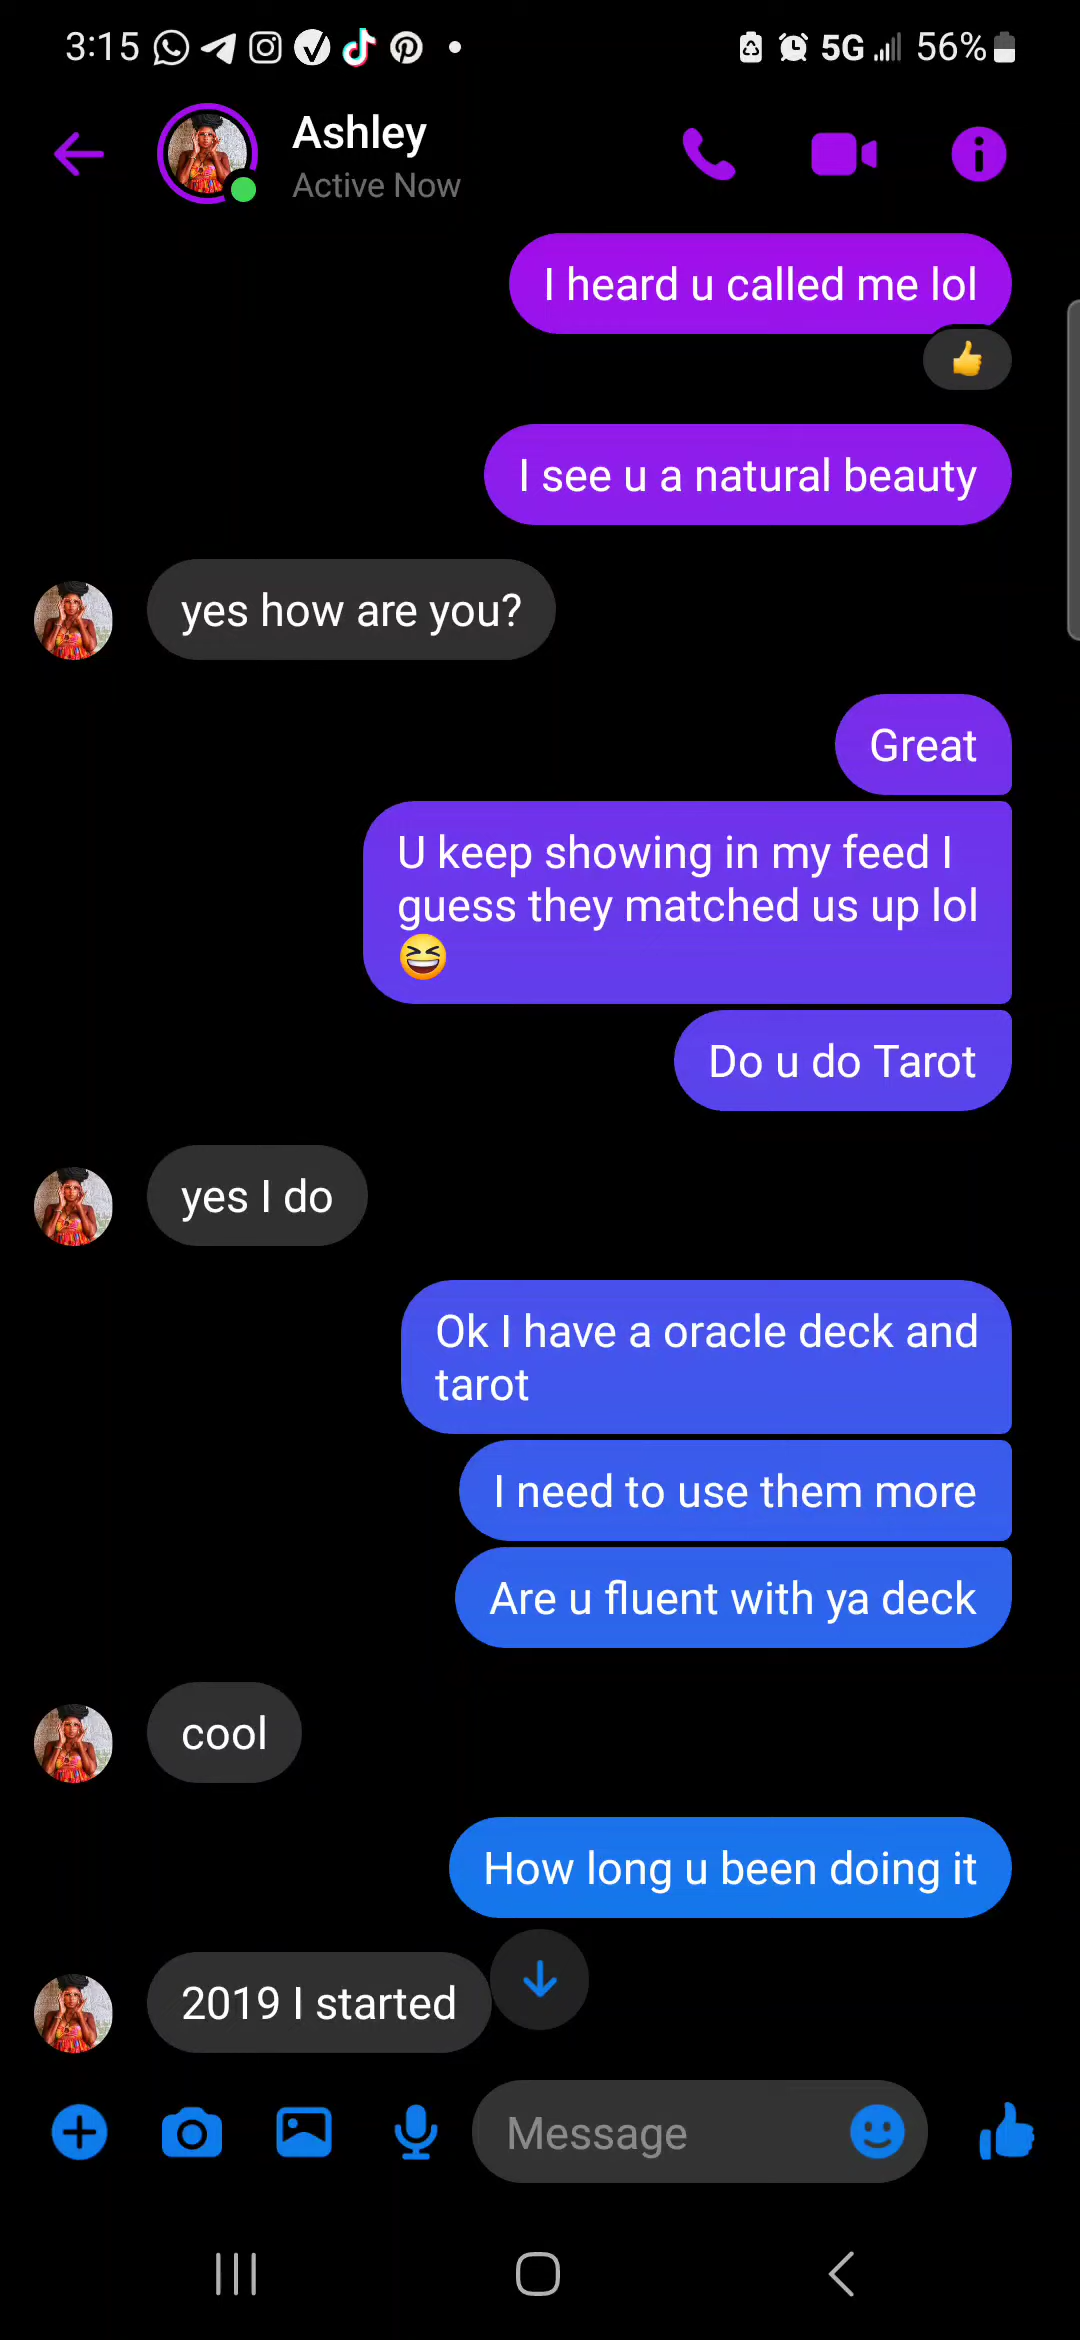 3:15
5G
56%
Ashley
Active Now
I heard u called me lol
👍
I see u a natural beauty
yes how are you?
Great
U keep showing in my feed I
guess they matched us up lol
😆
Do u do Tarot
yes I do
Ok I have a oracle deck and
tarot
I need to use them more
Are u fluent with ya deck
cool
How long u been doing it
2019 I started
Message